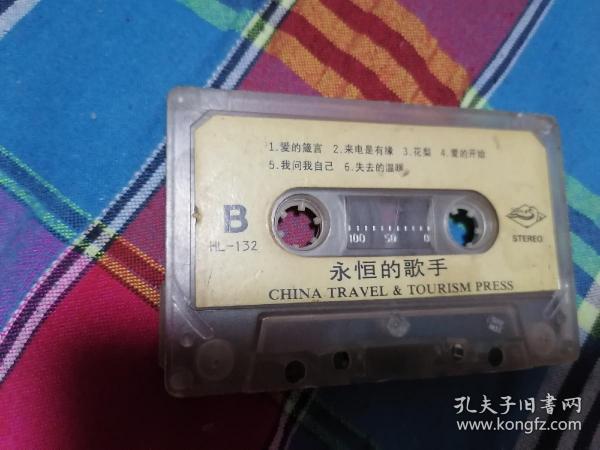 1.爱的箴言 2.来电是有缘 3.花梨 4.爱的开始
5.我问我自己 6.失去的温暖
B
HL-132
100 50 0
STEREO
永恒的歌手
CHINA TRAVEL & TOURISM PRESS
孔夫子旧书网
www.kongfz.com